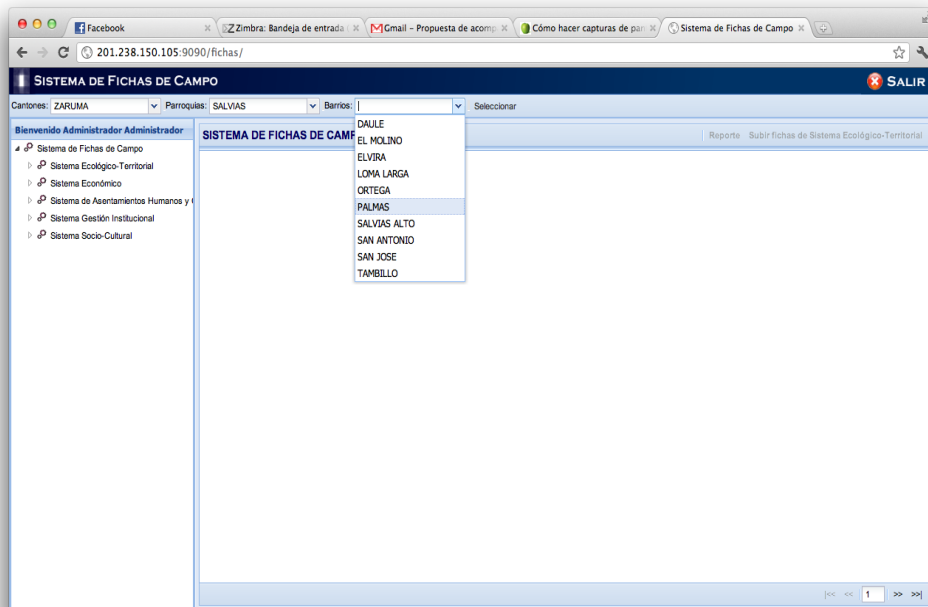 Facebook
Zimbra: Bandeja de entrada
Gmail – Propuesta de acomp
Cómo hacer capturas de pan
Sistema de Fichas de Campo
201.238.150.105:9090/fichas/
SISTEMA DE FICHAS DE CAMPO
SALIR
Cantones: ZARUMA Parroquias: SALVIAS Barrios: Seleccionar
Bienvenido Administrador Administrador
Sistema de Fichas de Campo
Sistema Ecológico-Territorial
Sistema Económico
Sistema de Asentamientos Humanos y
Sistema Gestión Institucional
Sistema Socio-Cultural
SISTEMA DE FICHAS DE CAMP
Reporte Subir fichas de Sistema Ecológico-Territorial
DAULE
EL MOLINO
ELVIRA
LOMA LARGA
ORTEGA
PALMAS
SALVIAS ALTO
SAN ANTONIO
SAN JOSE
TAMBILLO
|<< << 1 >> >>|